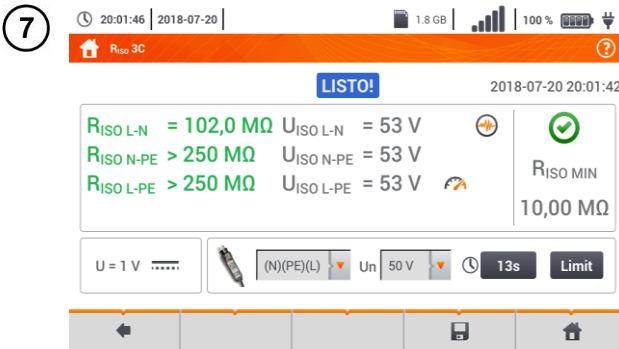 7
20:01:46 2018-07-20 1.8 GB 100 %
RISO 3C ?
LISTO! 2018-07-20 20:01:42
RISO L-N = 102,0 MΩ UISO L-N = 53 V
RISO N-PE > 250 MΩ UISO N-PE = 53 V
RISO L-PE > 250 MΩ UISO L-PE = 53 V
RISO MIN
10,00 MΩ
U = 1 V (N)(PE)(L) Un 50 V 13s Limit